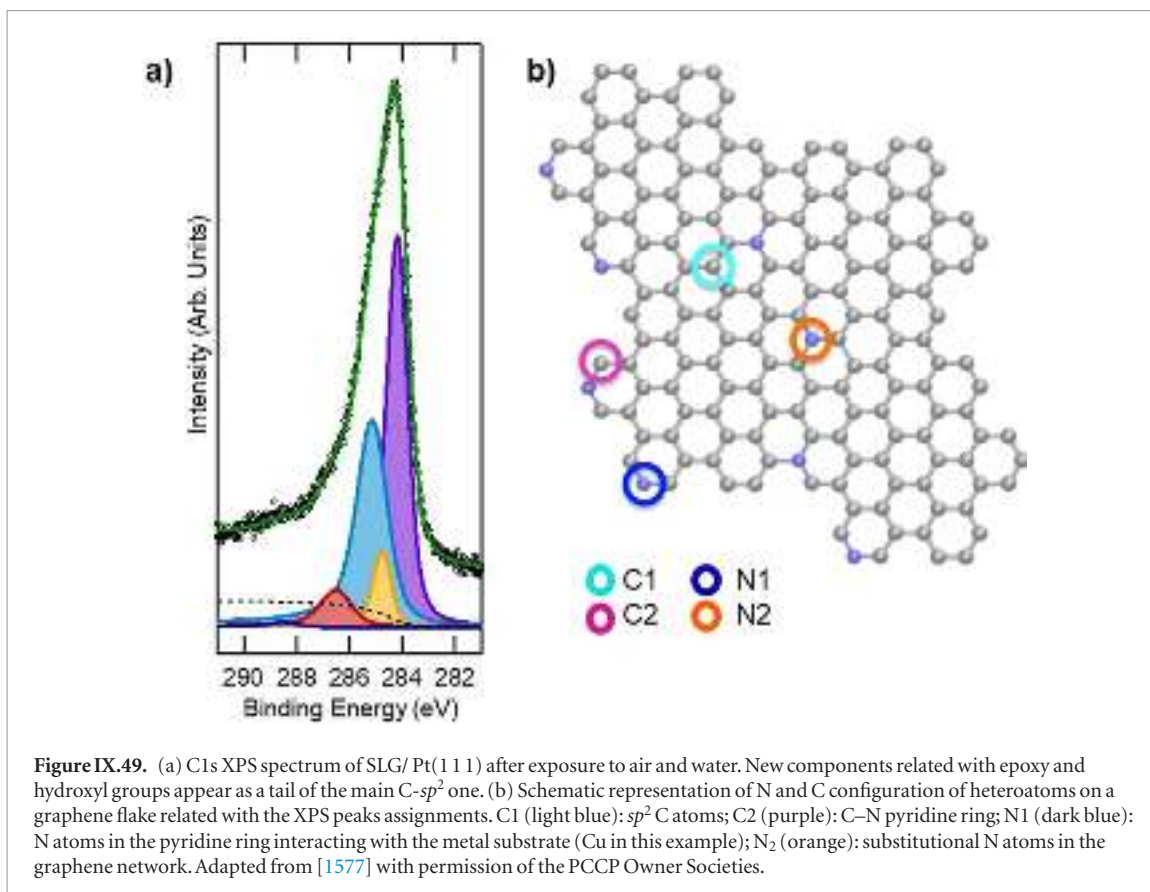 a)
b)
Intensity (Arb. Units)
290 288 286 284 282
Binding Energy (eV)
C1 N1
C2 N2
Figure IX.49. (a) C1s XPS spectrum of SLG/ Pt(1 1 1) after exposure to air and water. New components related with epoxy and
hydroxyl groups appear as a tail of the main C-sp² one. (b) Schematic representation of N and C configuration of heteroatoms on a
graphene flake related with the XPS peaks assignments. C1 (light blue): sp² C atoms; C2 (purple): C–N pyridine ring; N1 (dark blue):
N atoms in the pyridine ring interacting with the metal substrate (Cu in this example); N₂ (orange): substitutional N atoms in the
graphene network. Adapted from [1577] with permission of the PCCP Owner Societies.